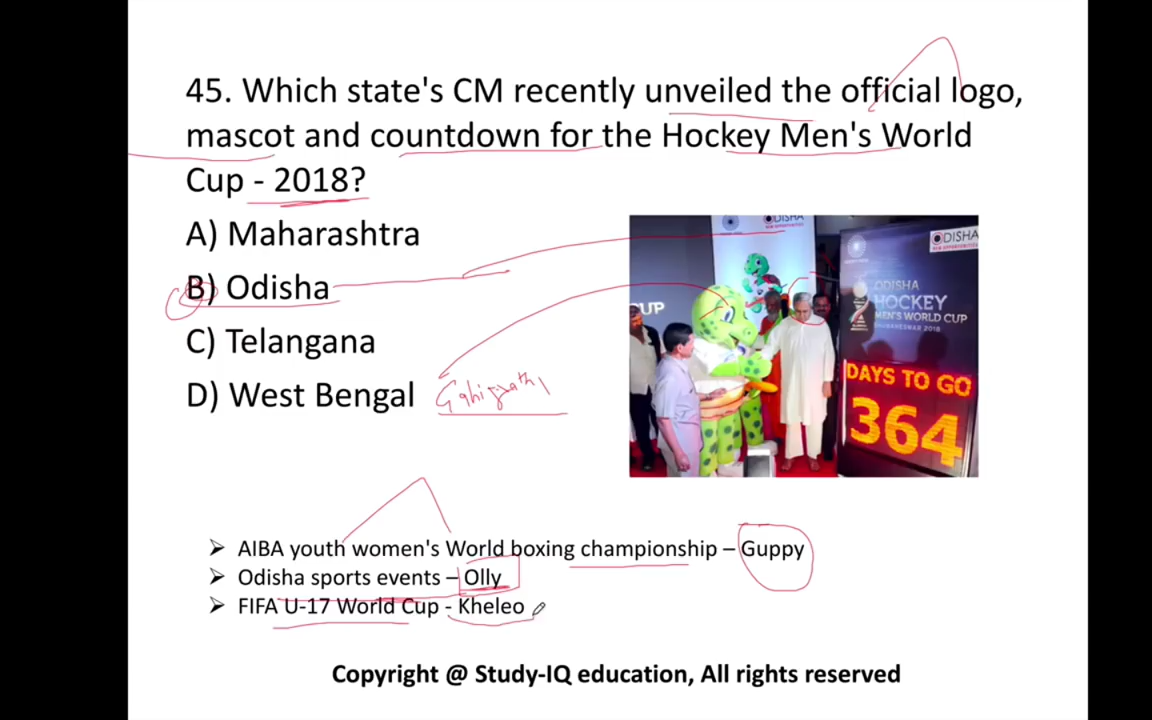 45. Which state's CM recently unveiled the official logo,
mascot and countdown for the Hockey Men's World
Cup - 2018?
A) Maharashtra
B) Odisha
C) Telangana
D) West Bengal
ODISHA
ODISHA
CUP
ODISHA
HOCKEY
MEN'S WORLD CUP
BHUBANESWAR 2018
DAYS TO GO
364
AIBA youth women's World boxing championship – Guppy
Odisha sports events – Olly
FIFA U-17 World Cup - Kheleo
Copyright @ Study-IQ education, All rights reserved